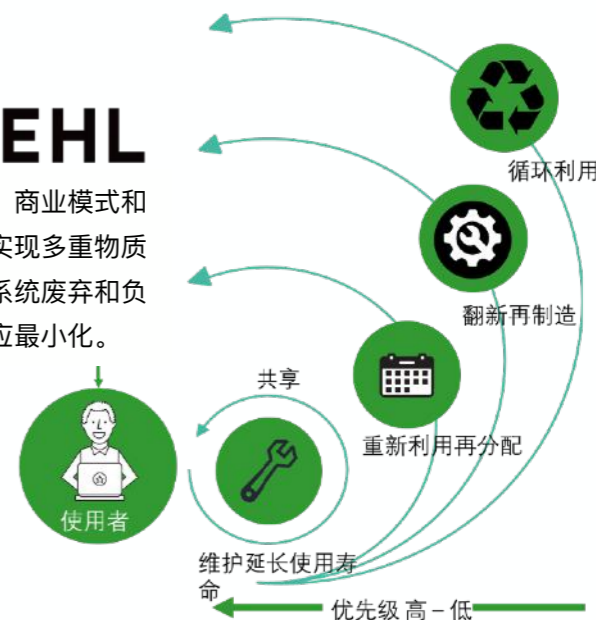 EHL
商业模式和
实现多重物质
系统废弃和负
应最小化。
循环利用
翻新再制造
共享
重新利用再分配
使用者
维护延长使用寿
命
优先级 高 – 低